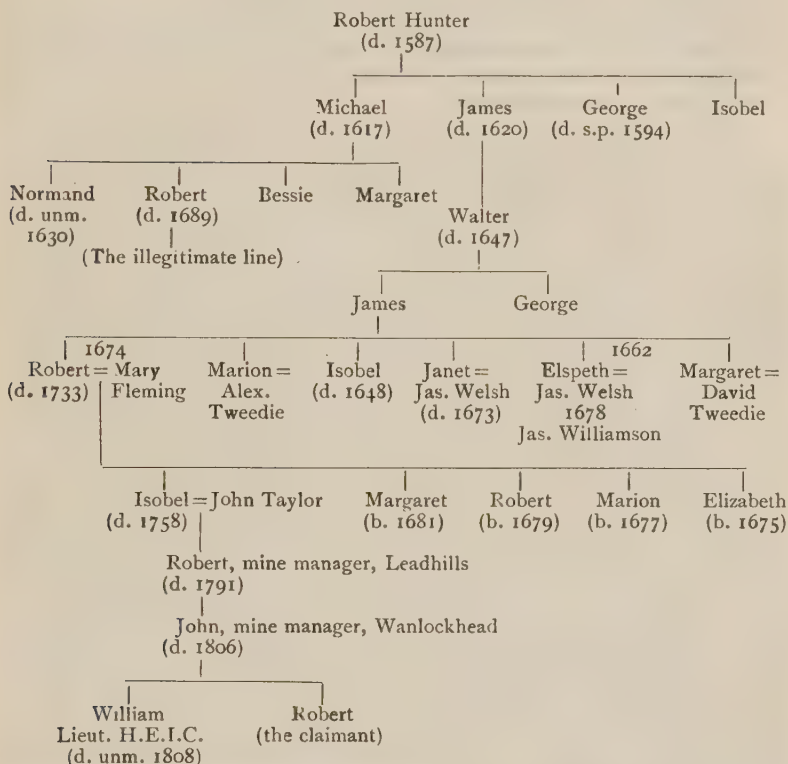 Robert Hunter
(d. 1587)
Michael James George Isobel
(d. 1617) (d. 1620) (d. s.p. 1594)
Normand Robert Bessie Margaret
(d. unm. (d. 1689)
1630)
Walter
(d. 1647)
(The illegitimate line)
James George
1674 1662
Robert = Mary Marion = Isobel Janet = Elspeth = Margaret =
(d. 1733) Fleming Alex. (d. 1648) Jas. Welsh Jas. Welsh David
Tweedie (d. 1673) 1678 Tweedie
Jas. Williamson
Isobel = John Taylor Margaret Robert Marion Elizabeth
(d. 1758) (b. 1681) (b. 1679) (b. 1677) (b. 1675)
Robert, mine manager, Leadhills
(d. 1791)
John, mine manager, Wanlockhead
(d. 1806)
William Robert
Lieut. H.E.I.C. (the claimant)
(d. unm. 1808)